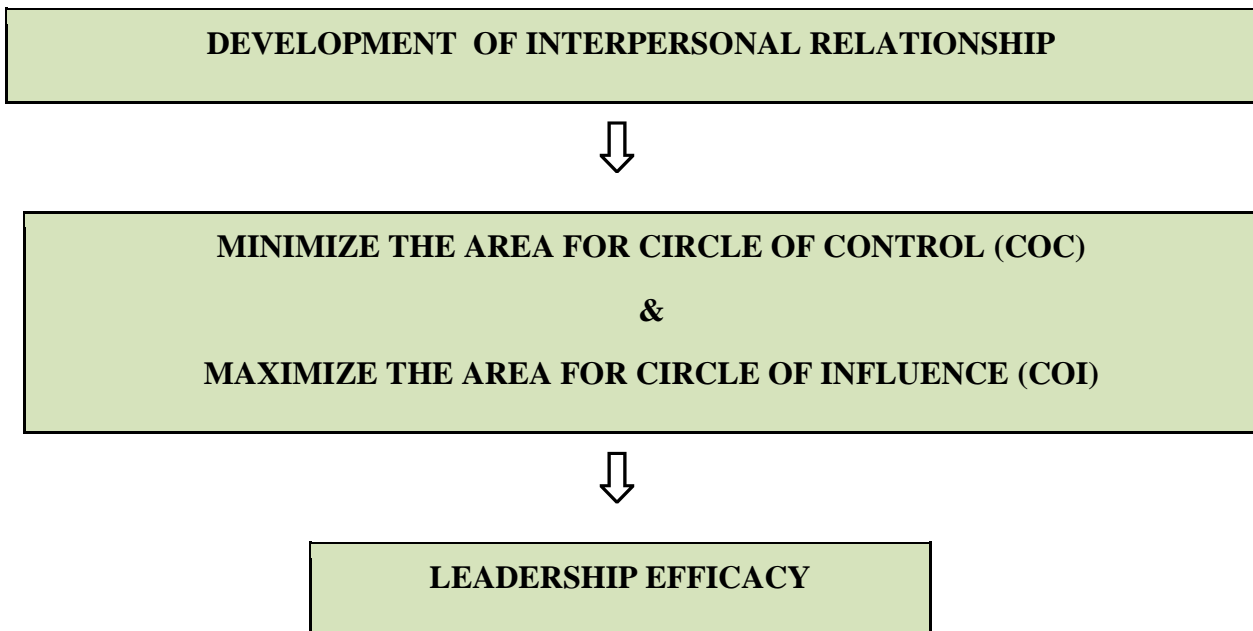 DEVELOPMENT OF INTERPERSONAL RELATIONSHIP
MINIMIZE THE AREA FOR CIRCLE OF CONTROL (COC)
&
MAXIMIZE THE AREA FOR CIRCLE OF INFLUENCE (COI)
LEADERSHIP EFFICACY